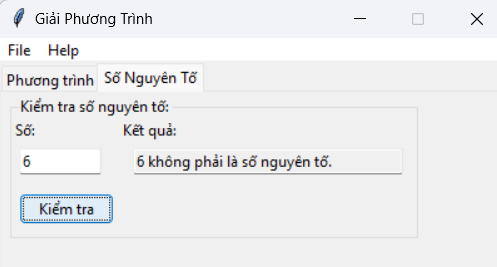 Giải Phương Trình
File Help
Phương trình Số Nguyên Tố
Kiểm tra số nguyên tố:
Số: Kết quả:
6 6 không phải là số nguyên tố.
Kiểm tra